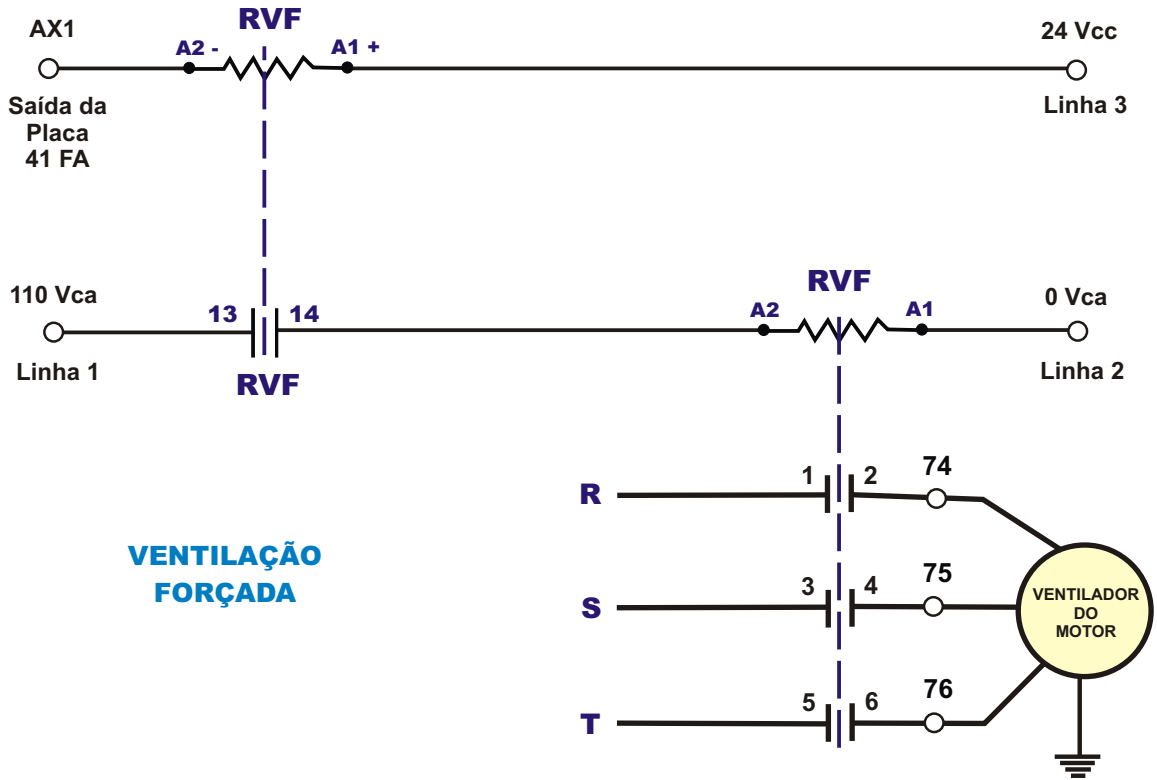 AX1
RVF
24 Vcc
A2 -
A1 +
Saída da
Placa
41 FA
Linha 3
110 Vca
13
14
RVF
0 Vca
A2
A1
Linha 1
RVF
Linha 2
R
1
2
74
VENTILAÇÃO
FORÇADA
S
3
4
75
VENTILADOR
DO
MOTOR
T
5
6
76